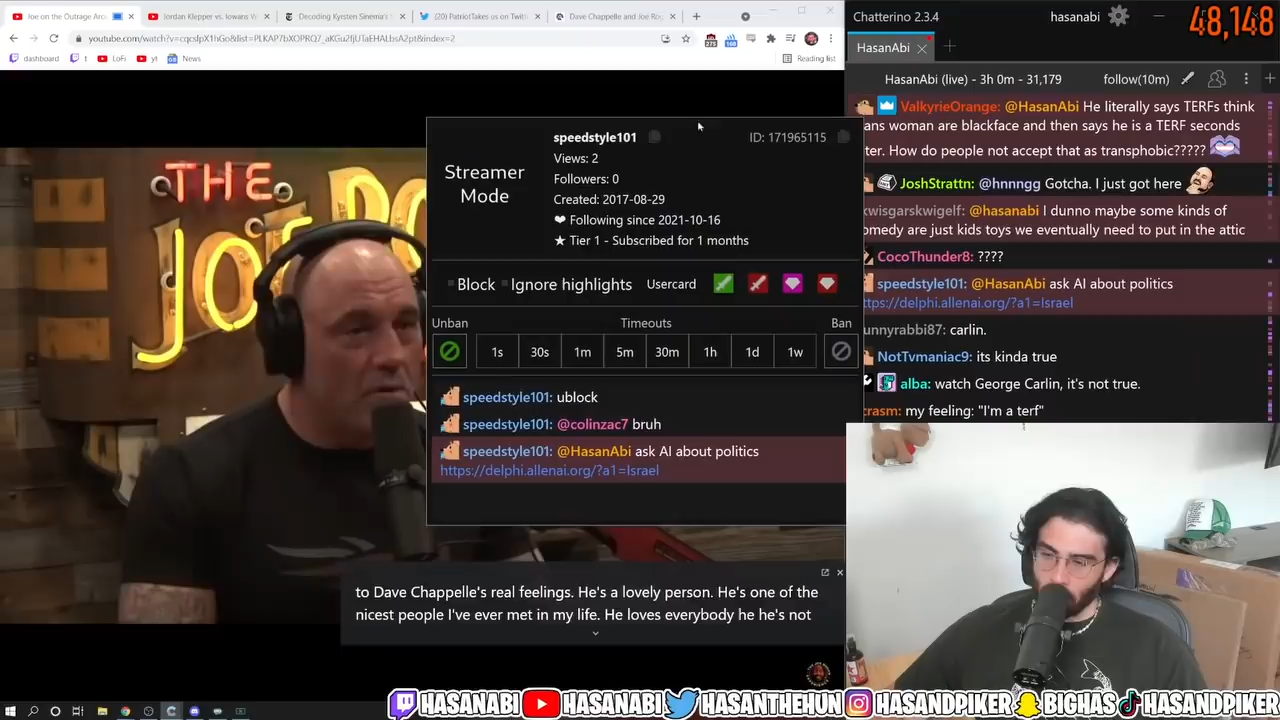 Joe on the Outrage Aro
Jordan Klepper vs. Iowans W
Decoding Kyrsten Sinema's
(20) PatriotTakes us on Twitt
Dave Chappelle and Joe Rog
youtube.com/watch?v=cqcsfpX1hGo&list=PLKAP7bXOPRQ7_aKGu2fjUTaEHALbsA2pt&index=2
dashboard
t
LoFi
yt
News
Reading list
THE
JOE
Streamer
Mode
speedstyle101
ID: 171965115
Views: 2
Followers: 0
Created: 2017-08-29
❤ Following since 2021-10-16
★ Tier 1 - Subscribed for 1 months
Block
Ignore highlights
Usercard
Unban
Timeouts
Ban
1s
30s
1m
5m
30m
1h
1d
1w
speedstyle101: ublock
speedstyle101: @colinzac7 bruh
speedstyle101: @HasanAbi ask AI about politics
https://delphi.allenai.org/?a1=Israel
to Dave Chappelle's real feelings. He's a lovely person. He's one of the
nicest people I've ever met in my life. He loves everybody he he's not
Chatterino 2.3.4
hasanabi
48,148
HasanAbi
HasanAbi (live) - 3h 0m - 31,179
follow(10m)
ValkyrieOrange: @HasanAbi He literally says TERFs think
ans woman are blackface and then says he is a TERF seconds
ter. How do people not accept that as transphobic?????
JoshStrattn: @hnnngg Gotcha. I just got here
wisgarskwigelf: @hasanabi I dunno maybe some kinds of
omedy are just kids toys we eventually need to put in the attic
CocoThunder8: ????
speedstyle101: @HasanAbi ask AI about politics
ttps://delphi.allenai.org/?a1=Israel
unnyrabbi87: carlin.
NotTvmaniac9: its kinda true
alba: watch George Carlin, it's not true.
crasm: my feeling: "I'm a terf"
HASANABI
HASANABI
HASANTHEHUN
HASANDPIKER
BIGHAS
HASANDPIKER